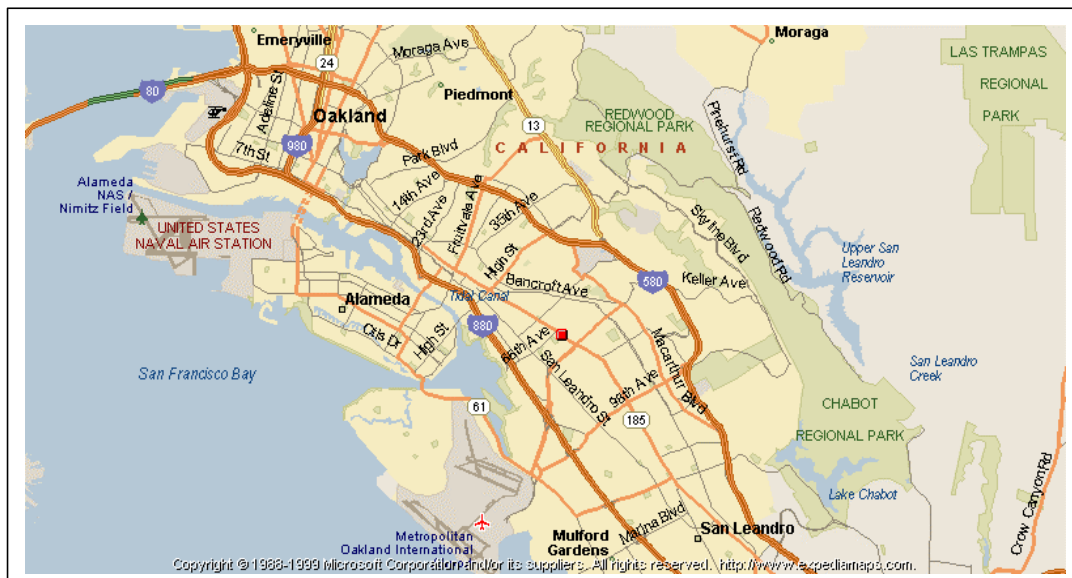 Emeryville
Moraga Ave
Moraga
LAS TRAMPAS
REGIONAL
PARK
24
80
Adeline St
Piedmont
Oakland
REDWOOD
REGIONAL PARK
Pinehurst Rd
13
CALIFORNIA
980
7th St
Park Blvd
Alameda
NAS /
Nimitz Field
14th Ave
23rd Ave
Fruitvale Ave
35th Ave
High St
Skyline Blvd
Redwood Rd
UNITED STATES
NAVAL AIR STATION
Upper San
Leandro
Reservoir
Keller Ave
580
Bancroft Ave
Tidal Canal
Alameda
Otis Dr
High St
880
66th Ave
San Leandro St
Macarthur Blvd
98th Ave
San Francisco Bay
San Leandro
Creek
61
185
CHABOT
REGIONAL PARK
Lake Chabot
Crow Canyon Rd
Metropolitan
Oakland International
Mulford
Gardens
Marina Blvd
San Leandro
Copyright © 1988-1999 Microsoft Corporation and/or its suppliers. All rights reserved. http://www.expediamaps.com.